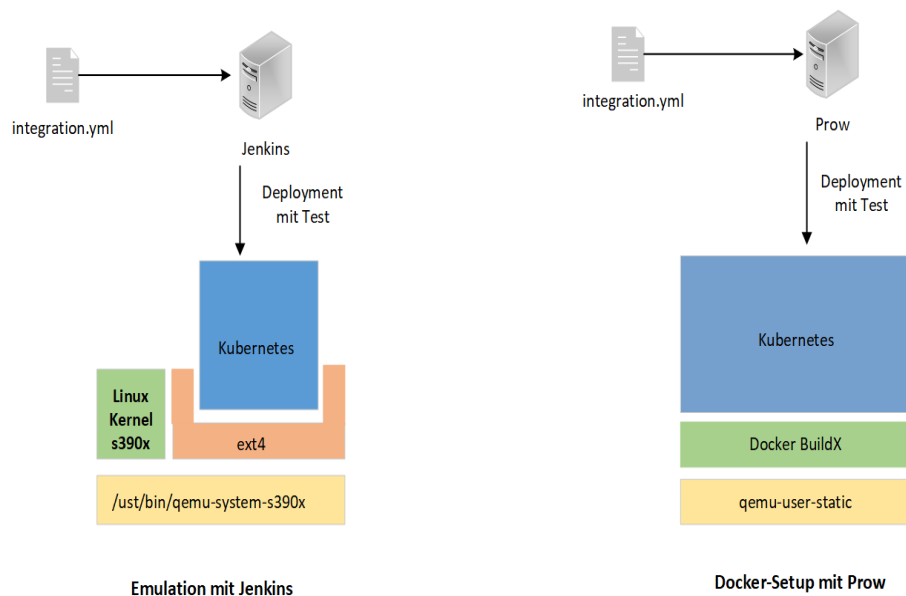 integration.yml
Jenkins
Deployment
mit Test
Kubernetes
Linux
Kernel
s390x
ext4
/ust/bin/qemu-system-s390x
Emulation mit Jenkins
integration.yml
Prow
Deployment
mit Test
Kubernetes
Docker BuildX
qemu-user-static
Docker-Setup mit Prow